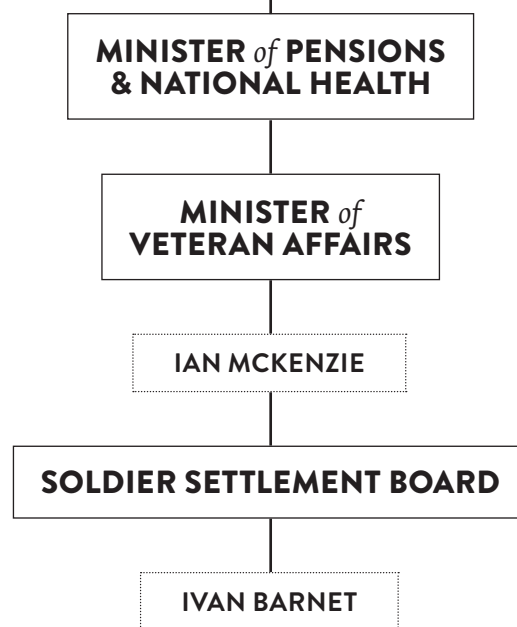 MINISTER of PENSIONS
& NATIONAL HEALTH
MINISTER of
VETERAN AFFAIRS
IAN MCKENZIE
SOLDIER SETTLEMENT BOARD
IVAN BARNET